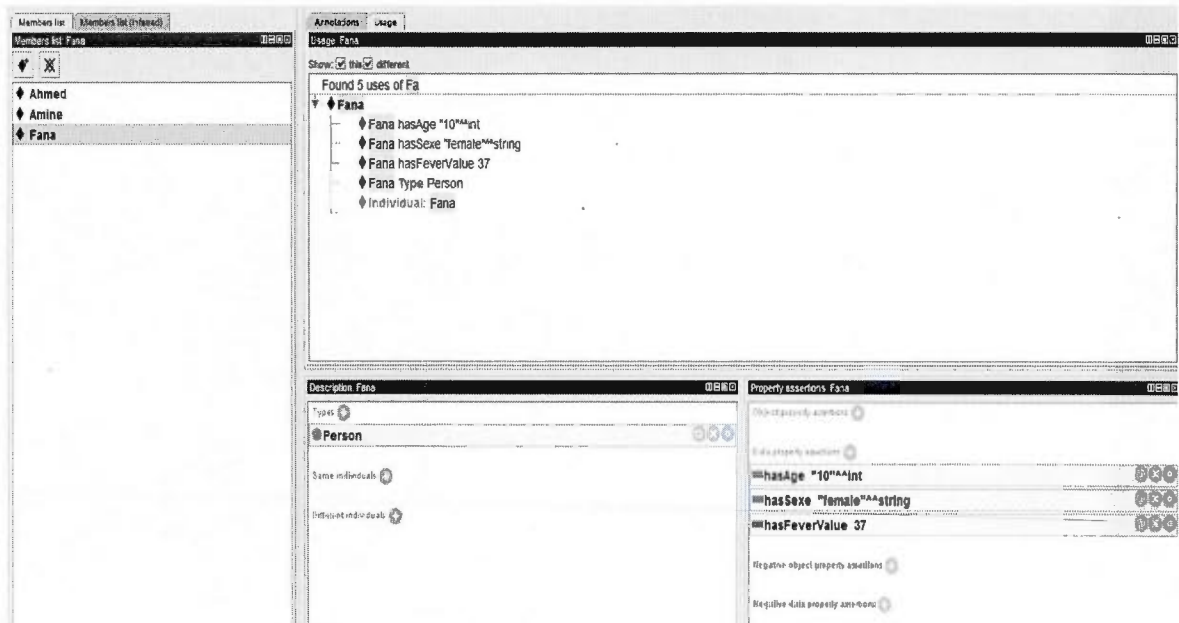 Members list Members list (inferred)
Members list: Fana
Ahmed
Amine
Fana
Annotations Usage
Usage: Fana
Show: this different
Found 5 uses of Fa
Fana
Fana hasAge "10"^^int
Fana hasSexe "female"^^string
Fana hasFeverValue 37
Fana Type Person
Individual: Fana
Description: Fana
Types
Person
Same individuals
Different individuals
Property assertions: Fana
Object property assertions
Data property assertions
hasAge "10"^^int
hasSexe "female"^^string
hasFeverValue 37
Negative object property assertions
Negative data property assertions